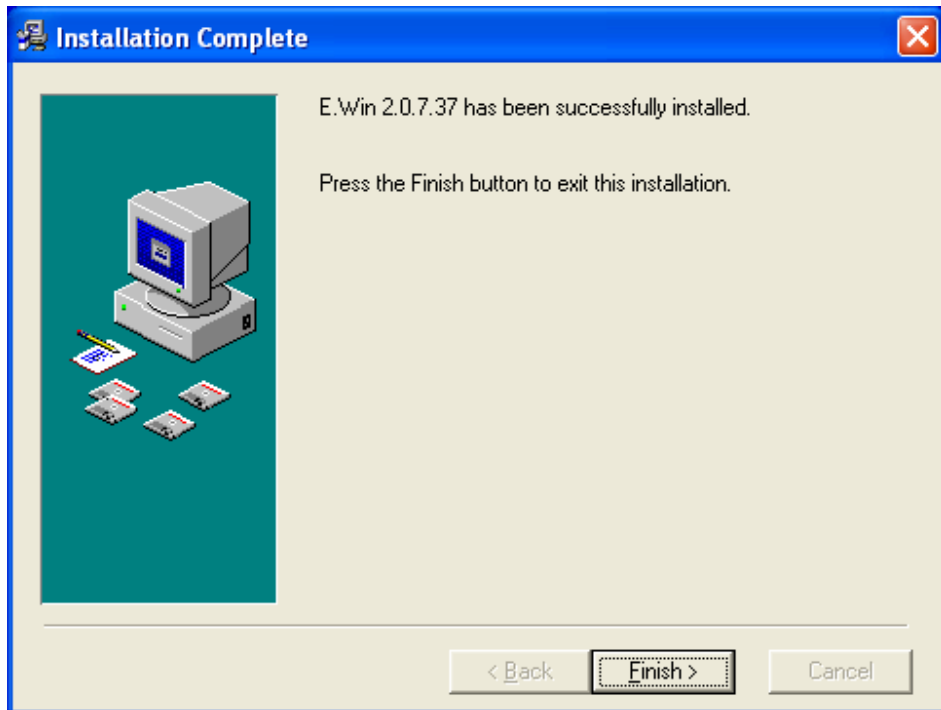 Installation Complete
E.Win 2.0.7.37 has been successfully installed.
Press the Finish button to exit this installation.
< Back
Finish >
Cancel